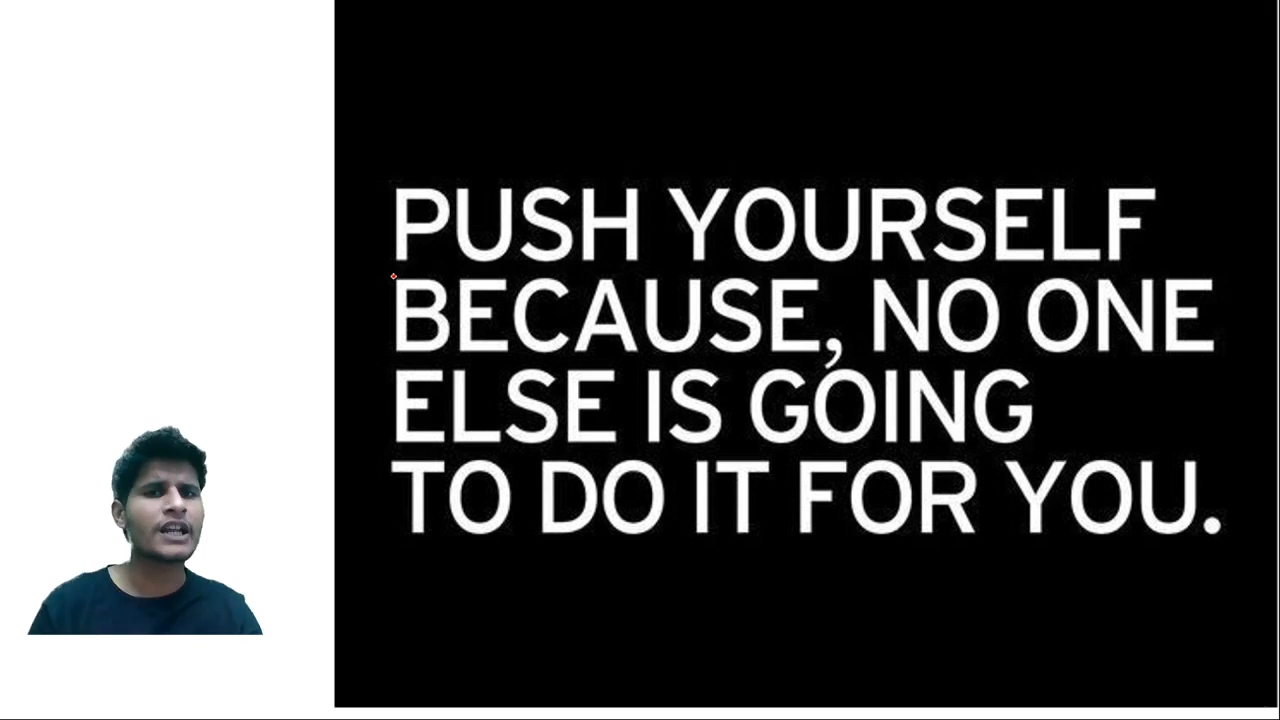 PUSH YOURSELF
BECAUSE, NO ONE
ELSE IS GOING
TO DO IT FOR YOU.